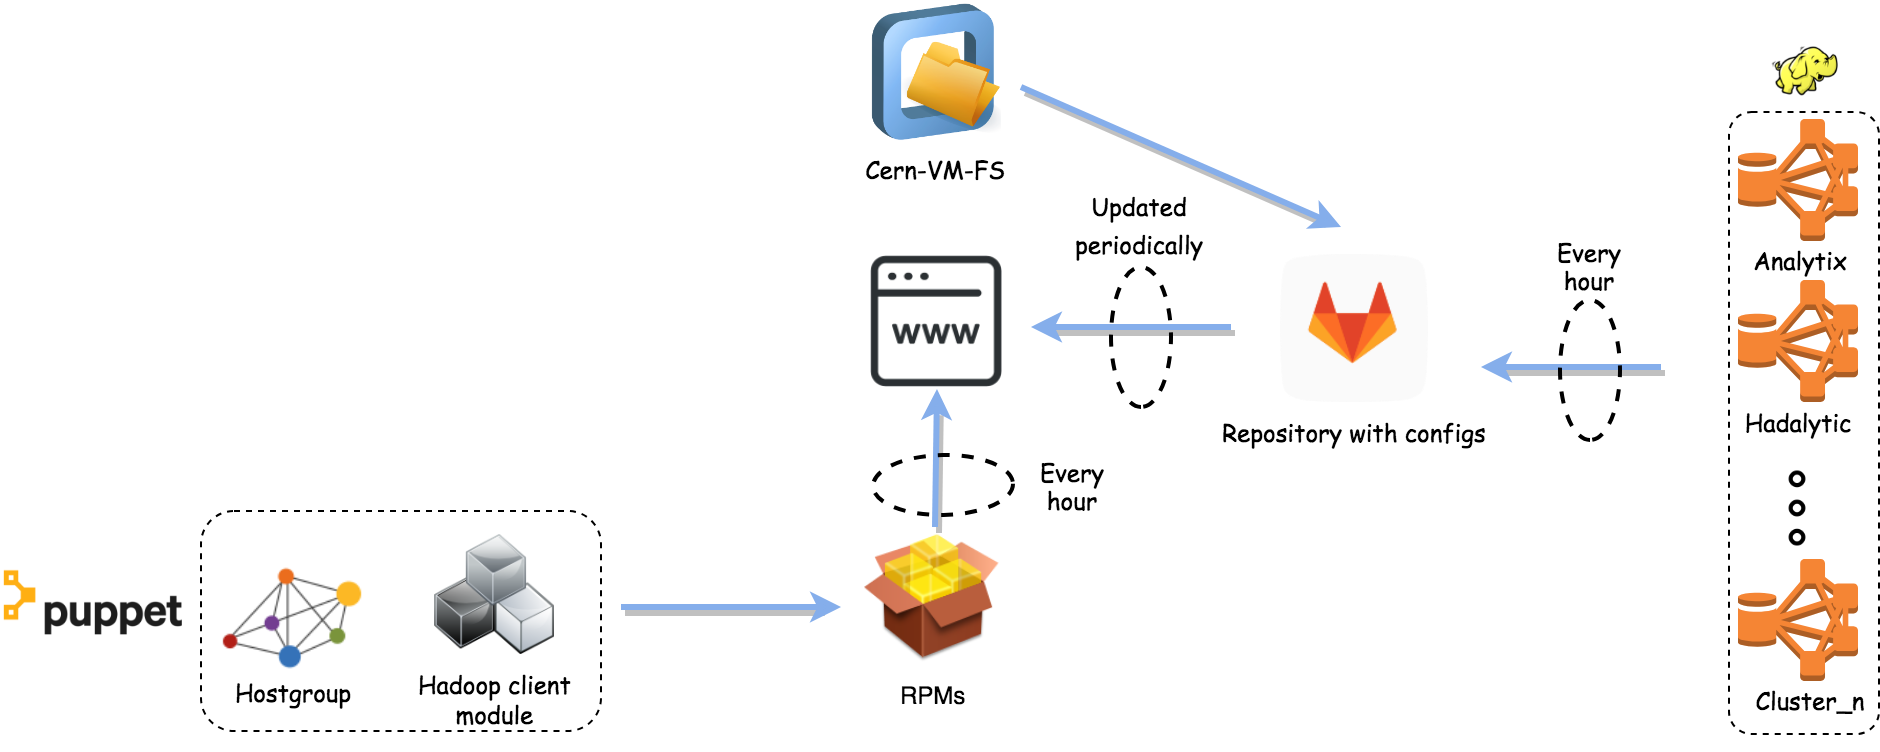 Cern-VM-FS
Updated
periodically
Every
hour
Analytix
www
Repository with configs
Hadalytic
Every
hour
puppet
Hostgroup
Hadoop client
module
RPMs
Cluster_n